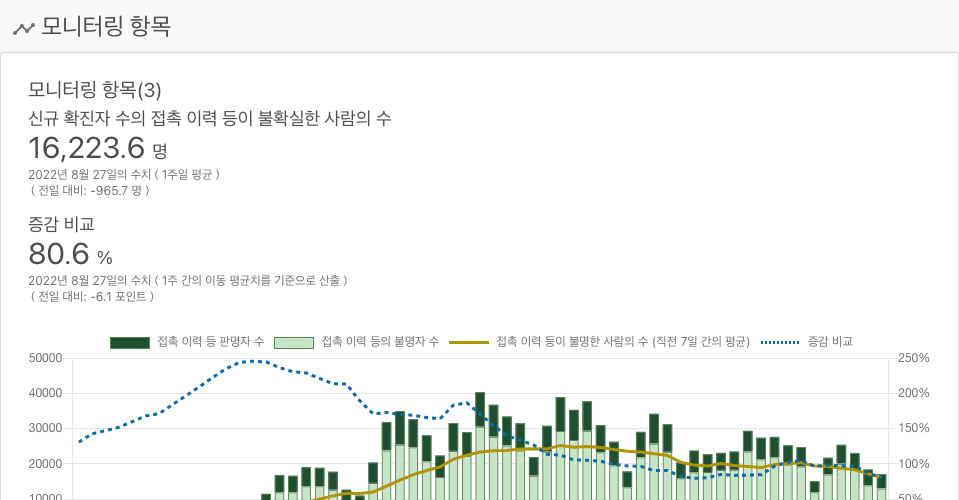 모니터링 항목
모니터링 항목(3)
신규 확진자 수의 접촉 이력 등이 불확실한 사람의 수
16,223.6 명
2022년 8월 27일의 수치 ( 1주일 평균 )
( 전일 대비: -965.7 명 )
증감 비교
80.6 %
2022년 8월 27일의 수치 ( 1주 간의 이동 평균치를 기준으로 산출 )
( 전일 대비: -6.1 포인트 )
접촉 이력 등 판명자 수 접촉 이력 등의 불명자 수 접촉 이력 등이 불명한 사람의 수 (직전 7일 간의 평균) 증감 비교
50000 250%
40000 200%
30000 150%
20000 100%
10000 50%